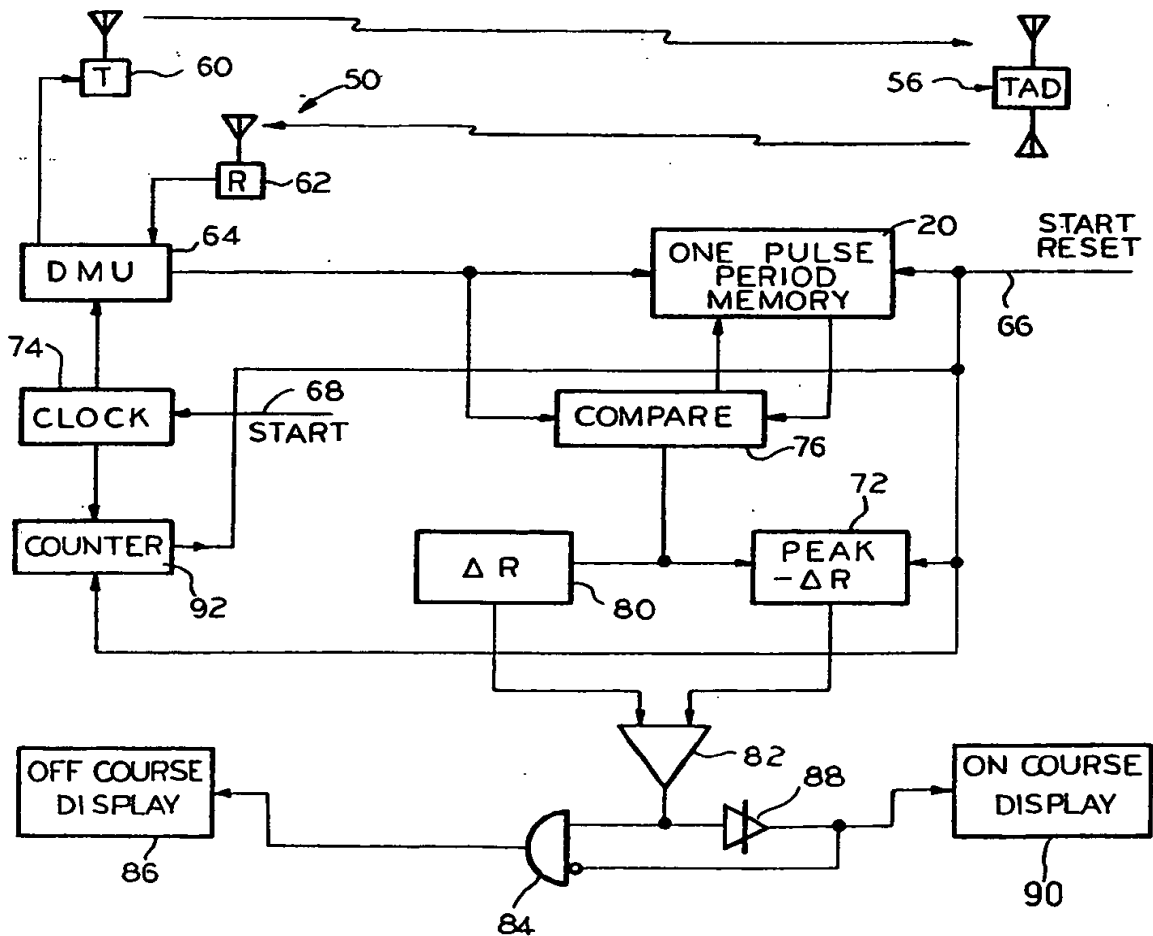 T
60
50
56
TAD
R
62
64
DMU
20
ONE PULSE
PERIOD
MEMORY
START
RESET
66
74
CLOCK
68
START
COMPARE
76
72
COUNTER
92
ΔR
80
PEAK
-ΔR
82
88
OFF COURSE
DISPLAY
86
84
ON COURSE
DISPLAY
90